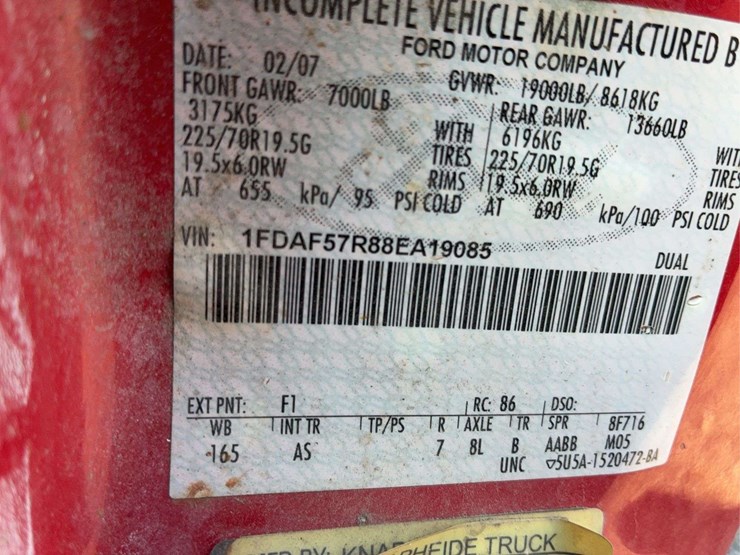 INCOMPLETE VEHICLE MANUFACTURED B
FORD MOTOR COMPANY
DATE: 02/07 GVWR: 19000LB/ 8618KG
FRONT GAWR: 7000LB REAR GAWR: 13660LB
3175KG WITH 6196KG WITH
225/70R19.5G TIRES 225/70R19.5G TIRES
19.5x6.0RW RIMS 19.5x6.0RW RIMS
AT 655 kPa/ 95 PSI COLD AT 690 kPa/100 PSI COLD
VIN: 1FDAF57R88EA19085 DUAL
EXT PNT: F1 RC: 86 DSO:
WB INT TR TP/PS R AXLE TR SPR 8F716
165 AS 7 8L B AABB M05
UNC 5U5A-1520472-BA
MFD BY: KNAPHEIDE TRUCK